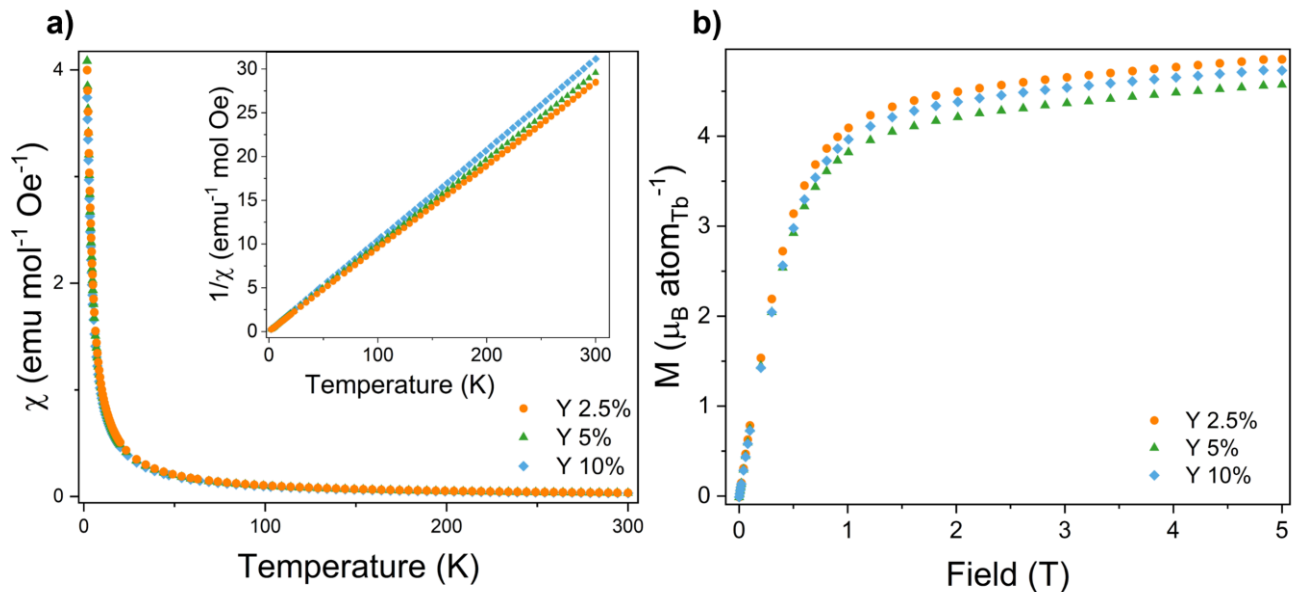 a)
χ (emu mol⁻¹ Oe⁻¹)
4
2
0
0
100
200
300
Temperature (K)
1/χ (emu⁻¹ mol Oe)
30
25
20
15
10
5
0
0
100
200
300
Temperature (K)
Y 2.5%
Y 5%
Y 10%
b)
M (μ_B atom_Tb⁻¹)
4
3
2
1
0
0
1
2
3
4
5
Field (T)
Y 2.5%
Y 5%
Y 10%